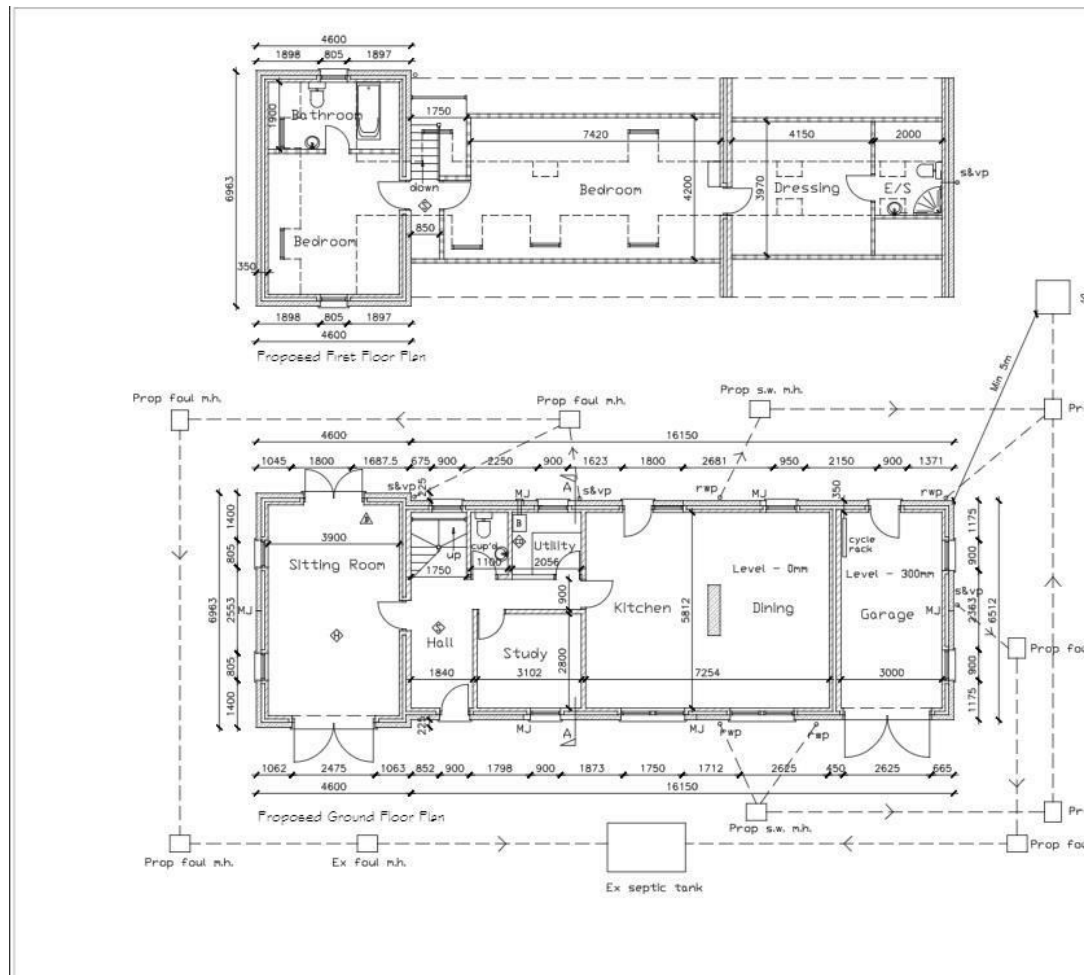 4600
1898 805 1897
Bathroom
1900
1750
7420
4150 2000
s&vp
down
S
Bedroom
4200
3970
Dressing
E/S
6963
Bedroom
850
350
1898 805 1897
4600
Proposed First Floor Plan
S
Min 5m
Prop foul m.h.
Prop foul m.h.
Prop s.w. m.h.
Pro
4600 16150
1045 1800 1687.5 675 900 2250 900 1623 1800 2681 950 2150 900 1371
s&vp
225
MJ
A
s&vp
rwp
MJ
350
rwp
1400
805
2553
805
1400
6963
MJ
3900
Sitting Room
H
up
1750
cup'd
1100
B
H
Utility
2056
900
Kitchen
5812
Level - 0mm
Dining
cycle
rack
Level - 300mm
Garage
MJ
s&vp
1175
900
2363
900
1175
6512
Prop fou
S
Hall
Study
2800
1840 3102 7254 3000
225
MJ
A
MJ
rwp
rwp
1062 2475 1063 852 900 1798 900 1873 1750 1712 2625 450 2625 665
4600 16150
Proposed Ground Floor Plan
Prop s.w. m.h.
Pro
Prop foul m.h.
Ex foul m.h.
Ex septic tank
Prop fou